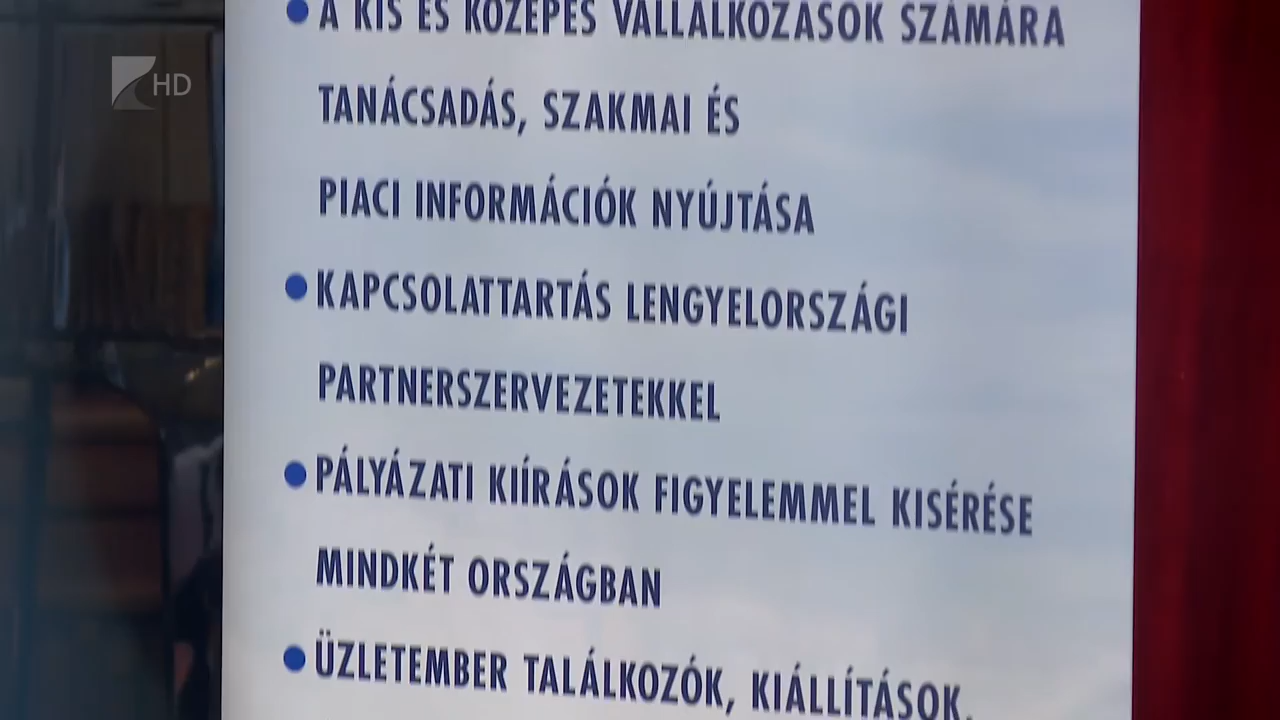 HD
• A KIS ÉS KÖZEPES VÁLLALKOZÁSOK SZÁMÁRA
TANÁCSADÁS, SZAKMAI ÉS
PIACI INFORMÁCIÓK NYÚJTÁSA
• KAPCSOLATTARTÁS LENGYELORSZÁGI
PARTNERSZERVEZETEKKEL
• PÁLYÁZATI KIÍRÁSOK FIGYELEMMEL KISÉRÉSE
MINDKÉT ORSZÁGBAN
• ÜZLETEMBER TALÁLKOZÓK, KIÁLLÍTÁSOK,